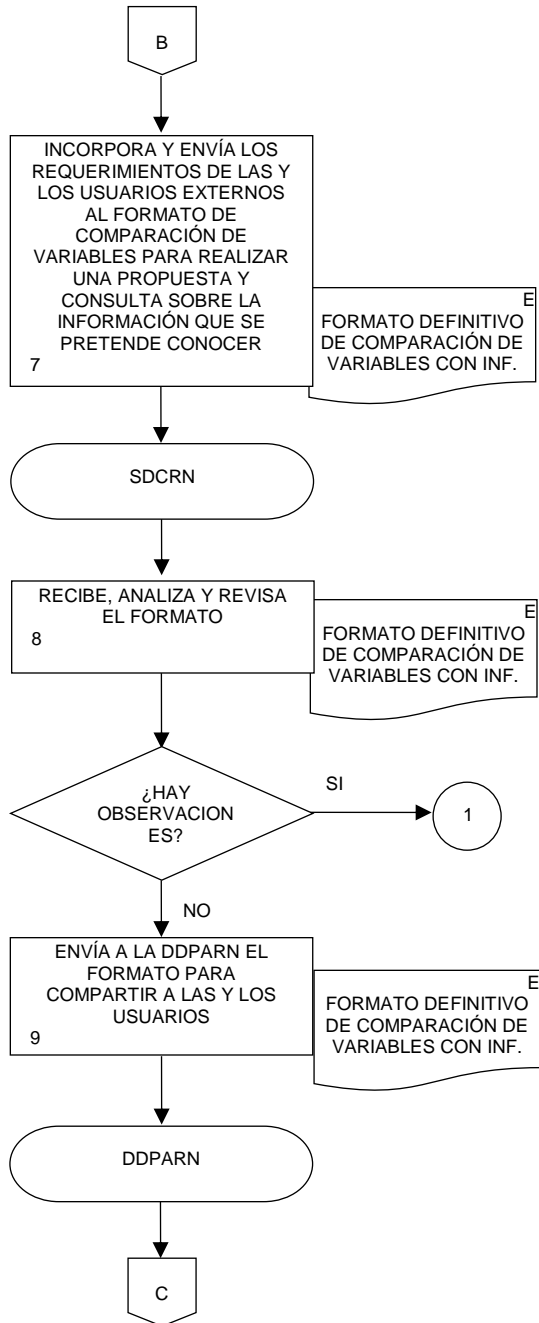 B
INCORPORA Y ENVÍA LOS
REQUERIMIENTOS DE LAS Y
LOS USUARIOS EXTERNOS
AL FORMATO DE
COMPARACIÓN DE
VARIABLES PARA REALIZAR
UNA PROPUESTA Y
CONSULTA SOBRE LA
INFORMACIÓN QUE SE
PRETENDE CONOCER
7
E
FORMATO DEFINITIVO
DE COMPARACIÓN DE
VARIABLES CON INF.
SDCRN
RECIBE, ANALIZA Y REVISA
EL FORMATO
8
E
FORMATO DEFINITIVO
DE COMPARACIÓN DE
VARIABLES CON INF.
¿HAY
OBSERVACION
ES?
SI
1
NO
ENVÍA A LA DDPARN EL
FORMATO PARA
COMPARTIR A LAS Y LOS
USUARIOS
9
E
FORMATO DEFINITIVO
DE COMPARACIÓN DE
VARIABLES CON INF.
DDPARN
C